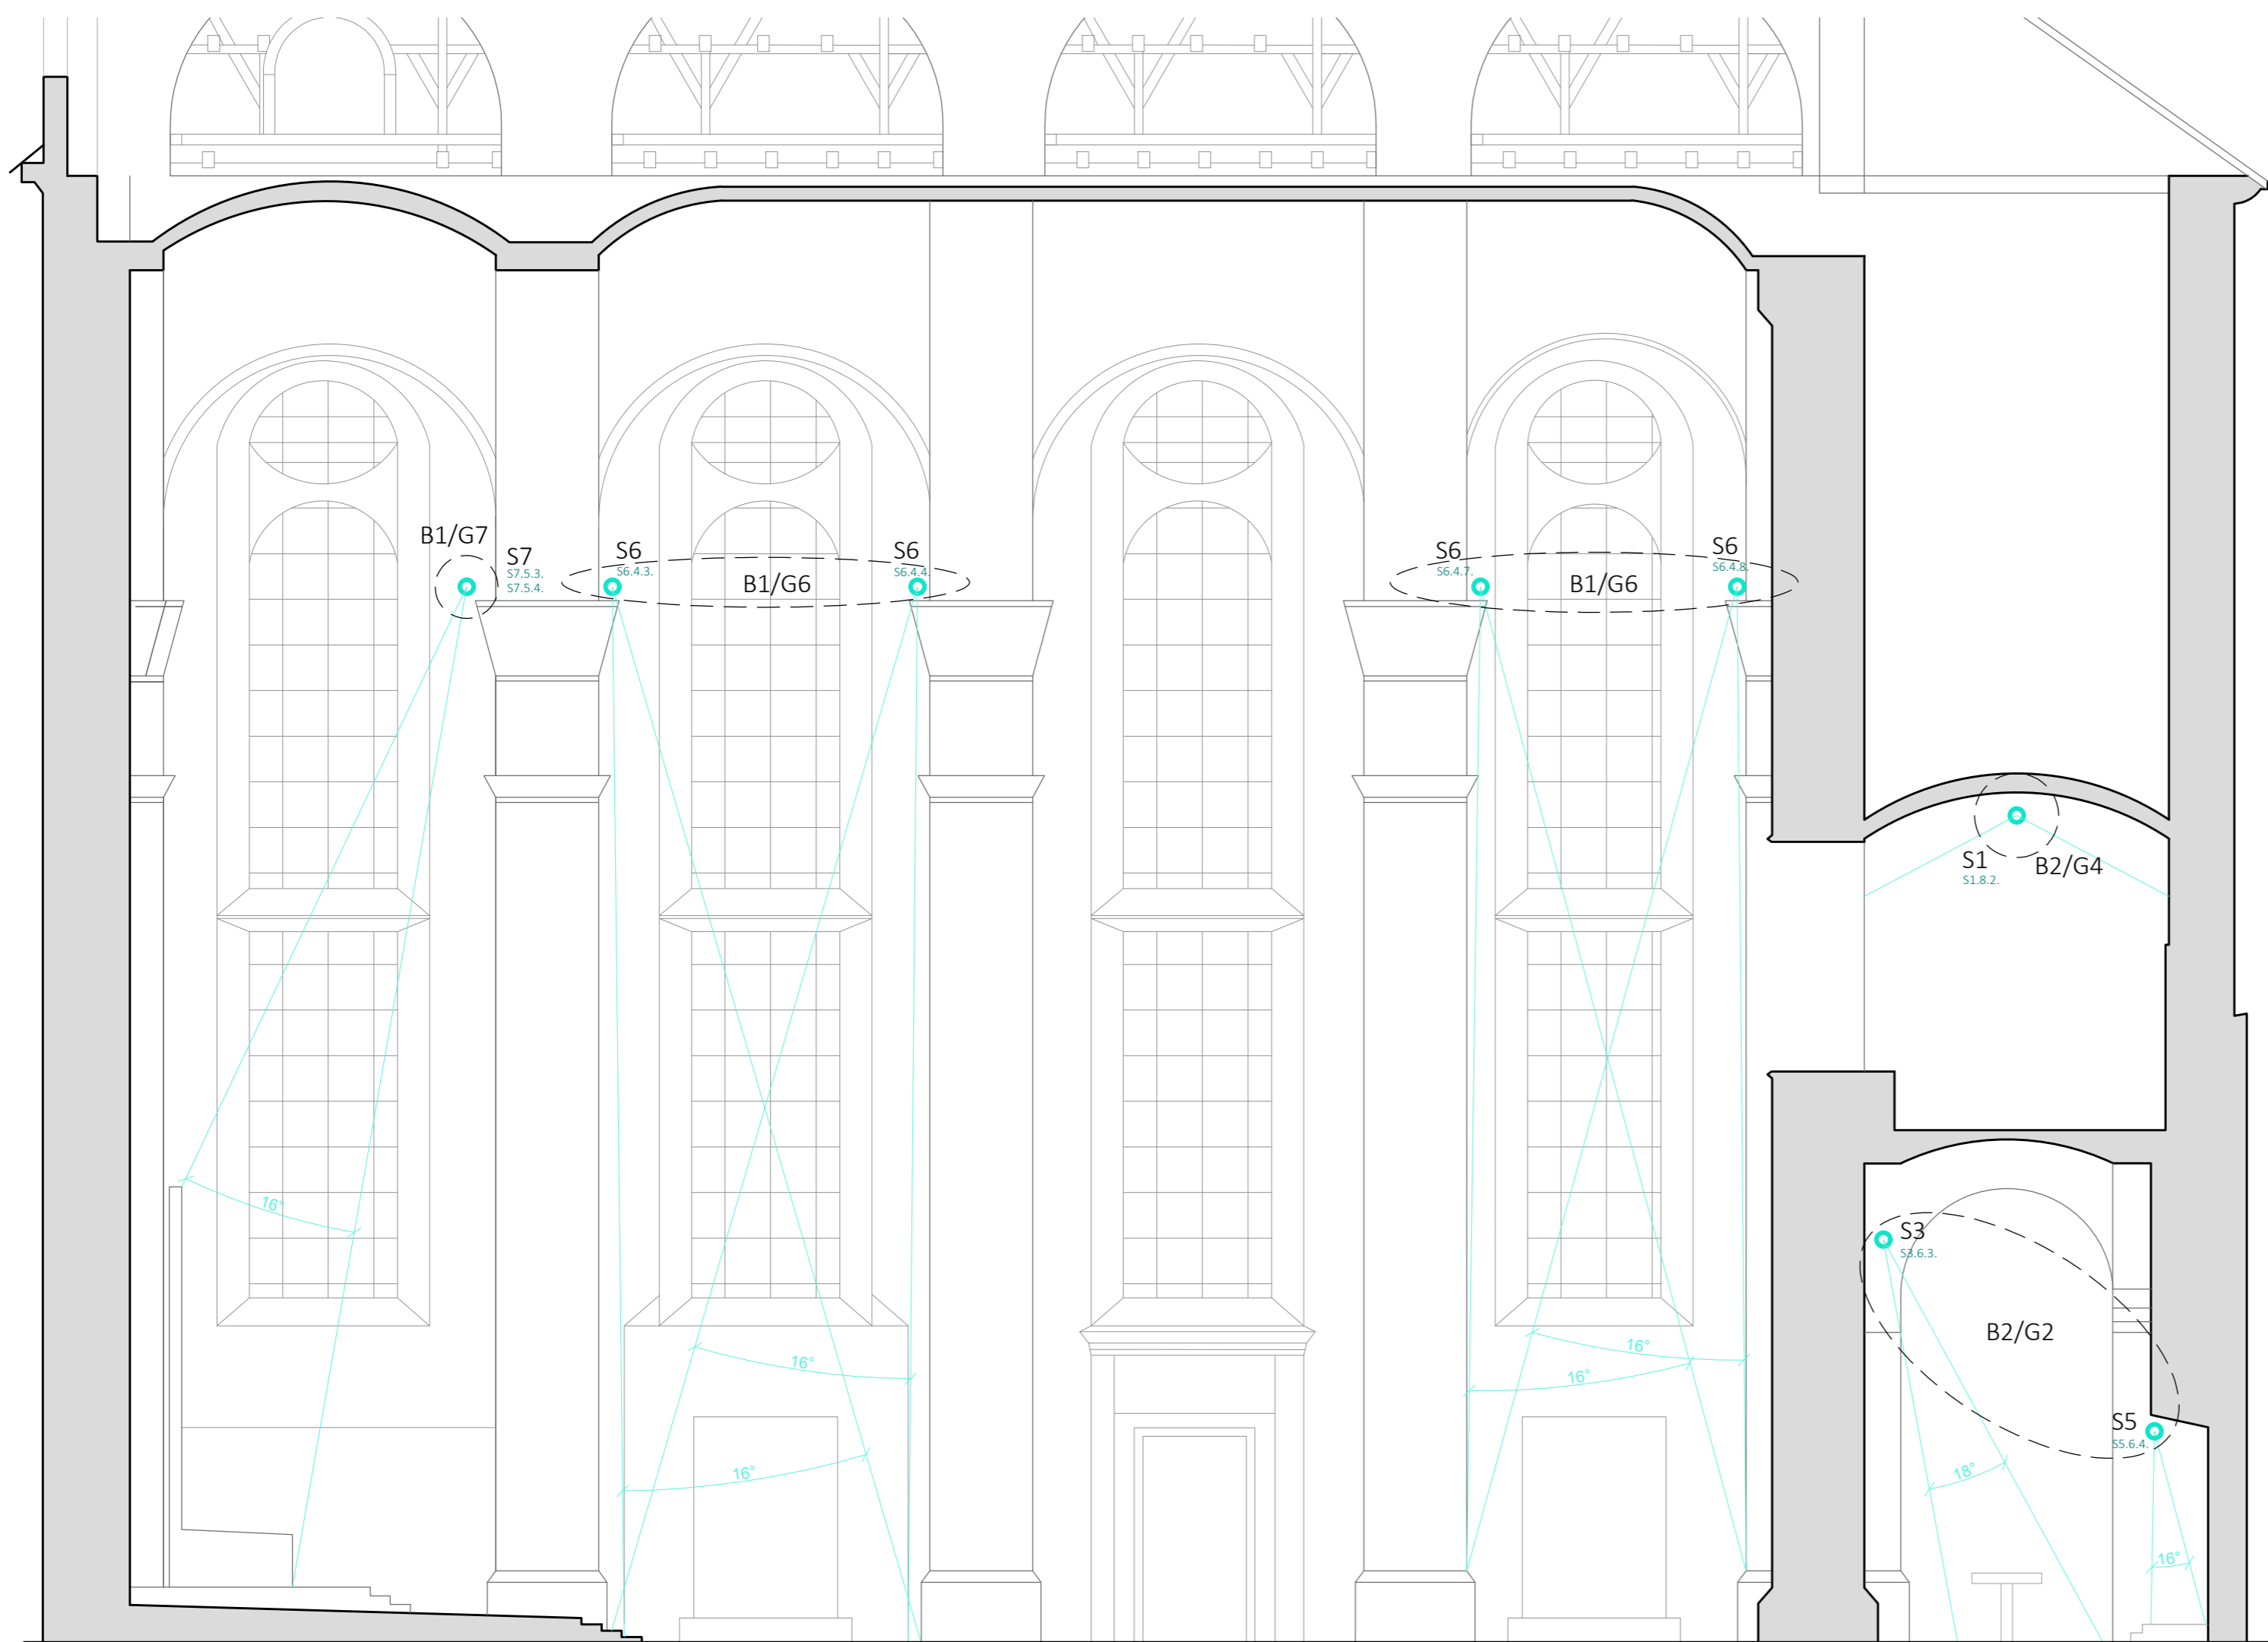 B1/G7
S7
S7.5.3.
S7.5.4.
S6
S6.4.3.
B1/G6
S6
S6.4.4.
S6
S6.4.7.
B1/G6
S6
S6.4.8.
S1
S1.8.2.
B2/G4
16°
S3
S3.6.3.
B2/G2
16°
16°
16°
16°
S5
S5.6.4.
18°
16°